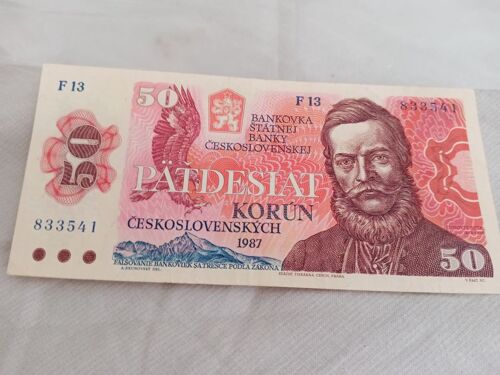 F 13
50
F 13
833541
BANKOVKA
ŠTÁTNEJ
BANKY
ČESKOSLOVENSKEJ
50
PÄŤDESIAT
KORÚN
833541
ČESKOSLOVENSKÝCH
1987
50
FALŠOVANIE BANKOVIEK SA TRESCE PODĽA ZÁKONA